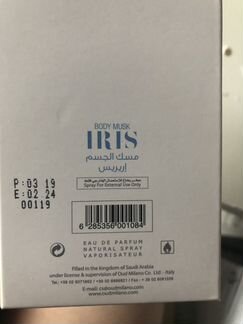 BODY MUSK
IRIS
مسك الجسم
إيريس
P:03 19
E:02 24
00119
Spray For External Use Only
6 285356 001084
EAU DE PARFUM
NATURAL SPRAY
VAPORISATEUR
Filled in the kingdom of Saudi Arabia
under license & supervision of Oud Milano Co. Ltd - Italy
www.oudmilano.com